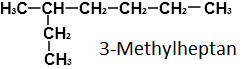 H₃C—CH—CH₂—CH₂—CH₂—CH₃
CH₂
CH₃
3-Methylheptan